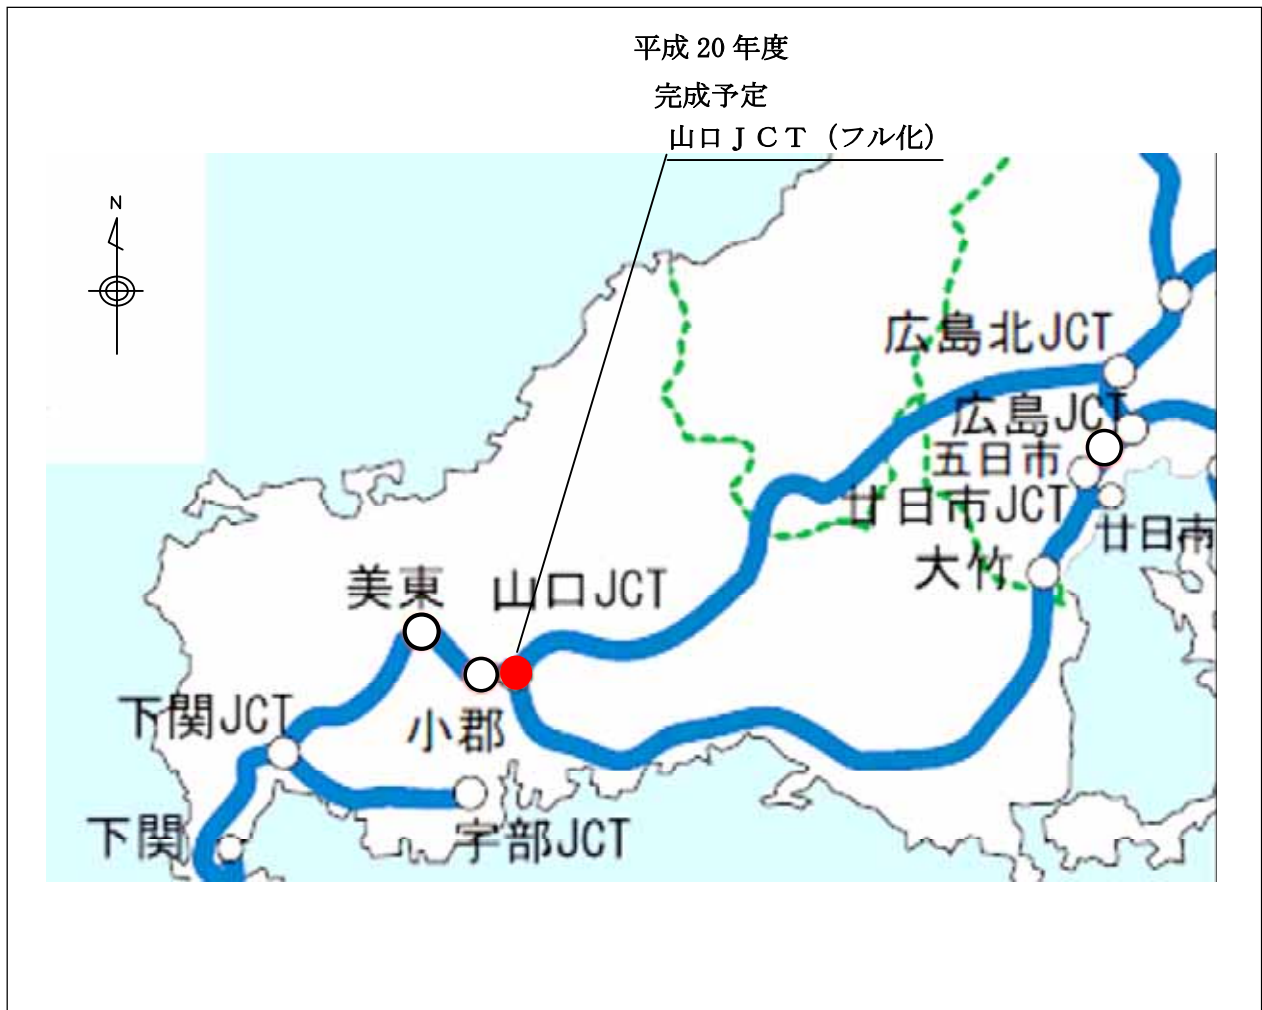 平成20年度
完成予定
山口ＪＣＴ（フル化）
N
広島北JCT
広島JCT
五日市
廿日市JCT
廿日市
大竹
美東
山口JCT
下関JCT
小郡
下関
宇部JCT